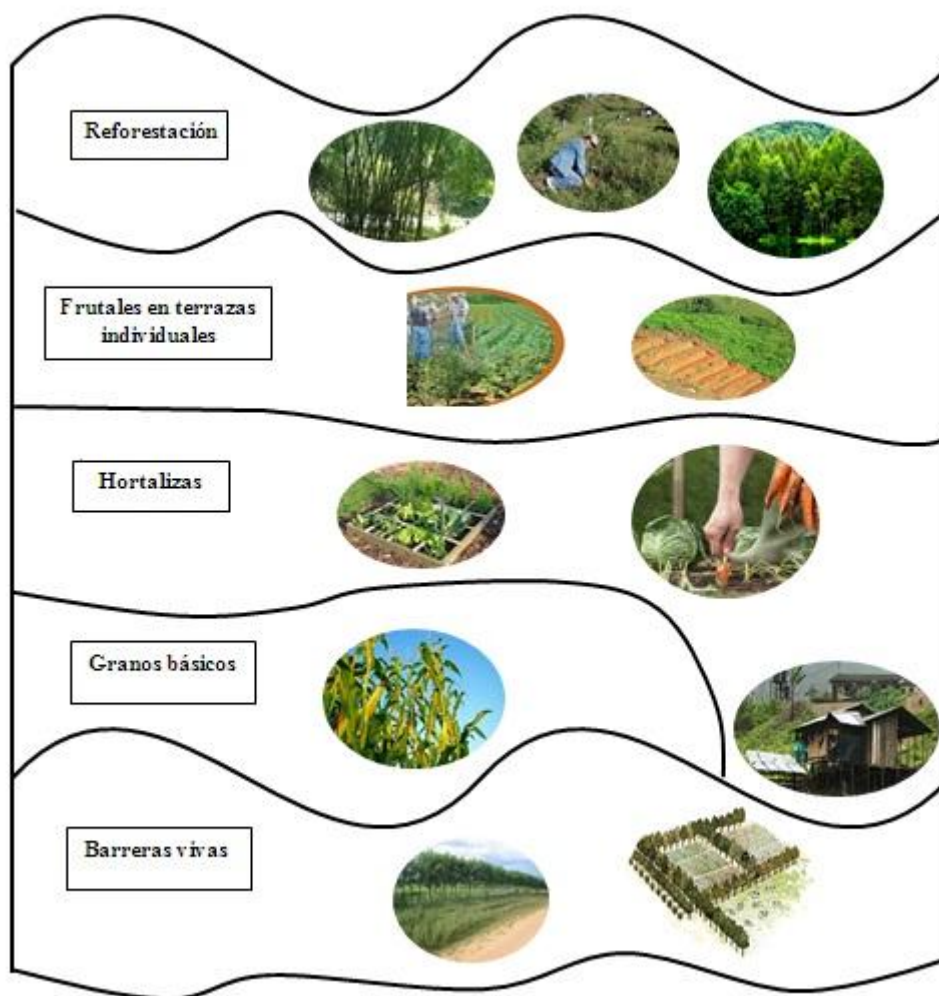 Reforestación
Frutales en terrazas
individuales
Hortalizas
Granos básicos
Barreras vivas